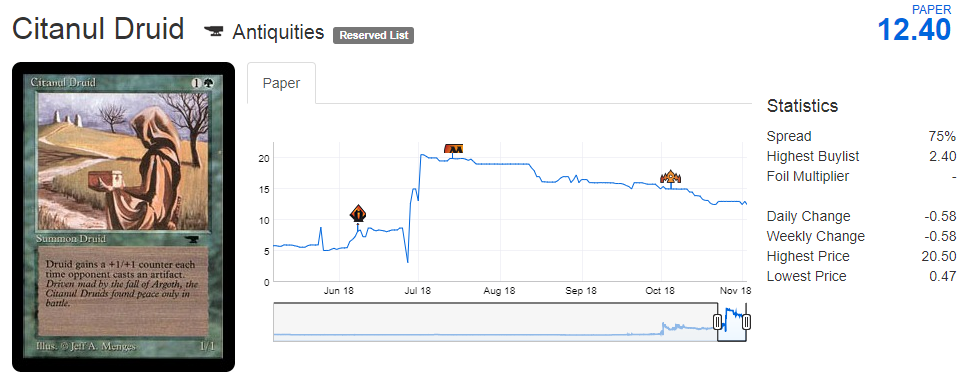 Citanul Druid Antiquities Reserved List
PAPER
12.40
Citanul Druid 1
Summon Druid
Druid gains a +1/+1 counter each
time opponent casts an artifact.
Driven mad by the fall of Argoth, the
Citanul Druids found peace only in
battle.
Illus. © Jeff A. Menges 1/1
Paper
20
15
10
5
0
Jun 18 Jul 18 Aug 18 Sep 18 Oct 18 Nov 18
Statistics
Spread 75%
Highest Buylist 2.40
Foil Multiplier -
Daily Change -0.58
Weekly Change -0.58
Highest Price 20.50
Lowest Price 0.47